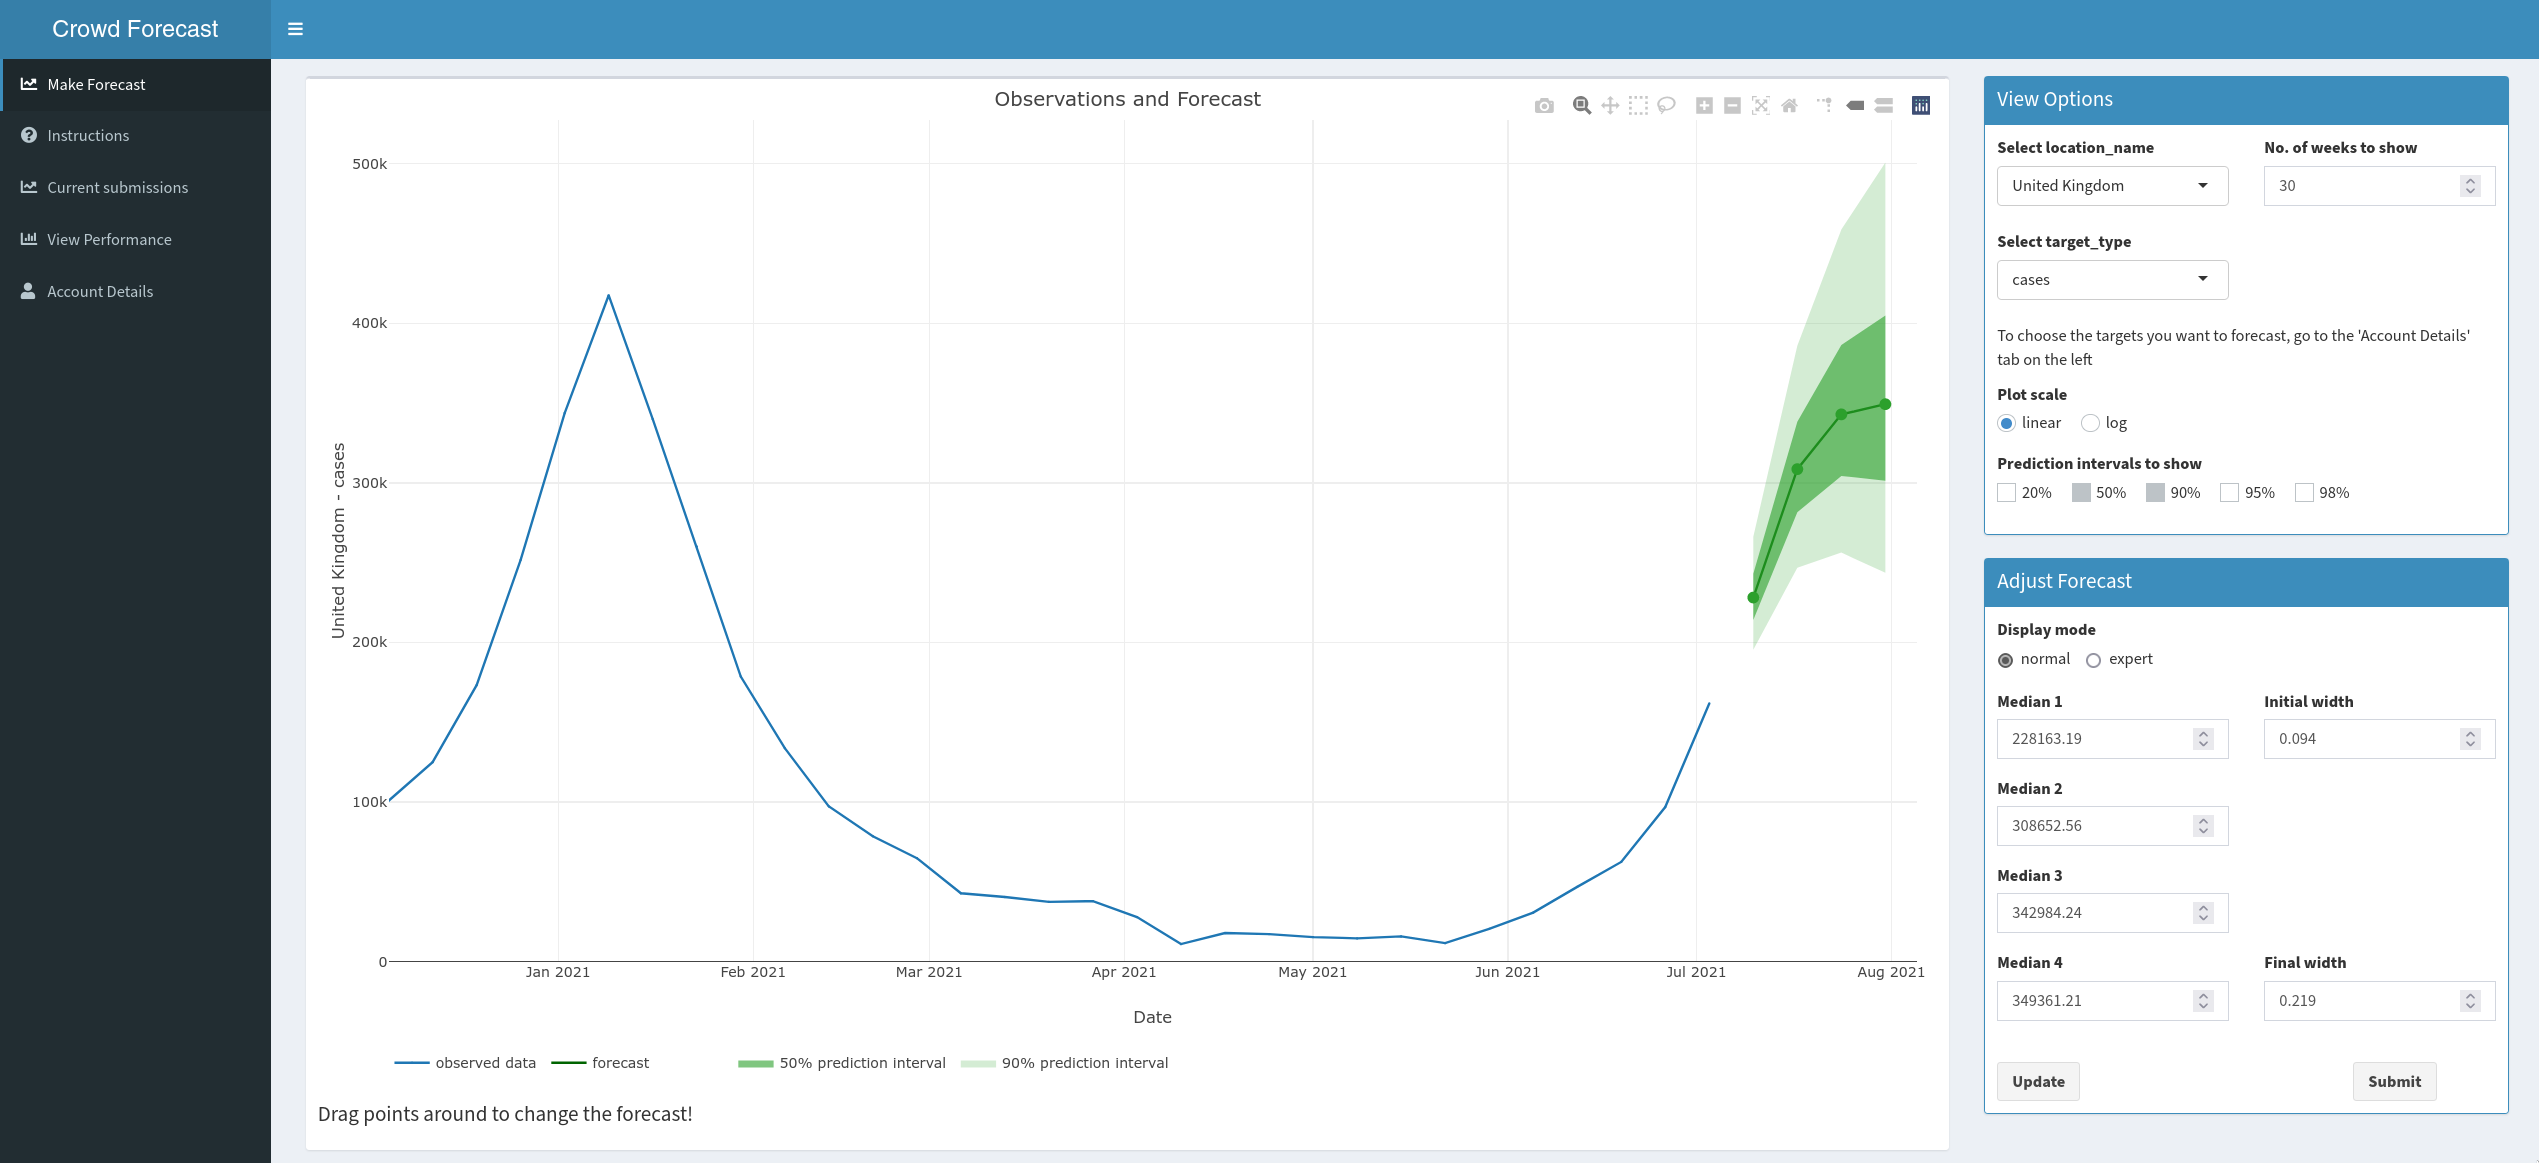 Crowd Forecast
Make Forecast
Instructions
Current submissions
View Performance
Account Details
Observations and Forecast
500k
400k
300k
200k
100k
0
United Kingdom - cases
Jan 2021 Feb 2021 Mar 2021 Apr 2021 May 2021 Jun 2021 Jul 2021 Aug 2021
Date
observed data forecast 50% prediction interval 90% prediction interval
Drag points around to change the forecast!
View Options
Select location_name No. of weeks to show
United Kingdom 30
Select target_type
cases
To choose the targets you want to forecast, go to the 'Account Details'
tab on the left
Plot scale
linear log
Prediction intervals to show
20% 50% 90% 95% 98%
Adjust Forecast
Display mode
normal expert
Median 1 Initial width
228163.19 0.094
Median 2
308652.56
Median 3
342984.24
Median 4 Final width
349361.21 0.219
Update Submit